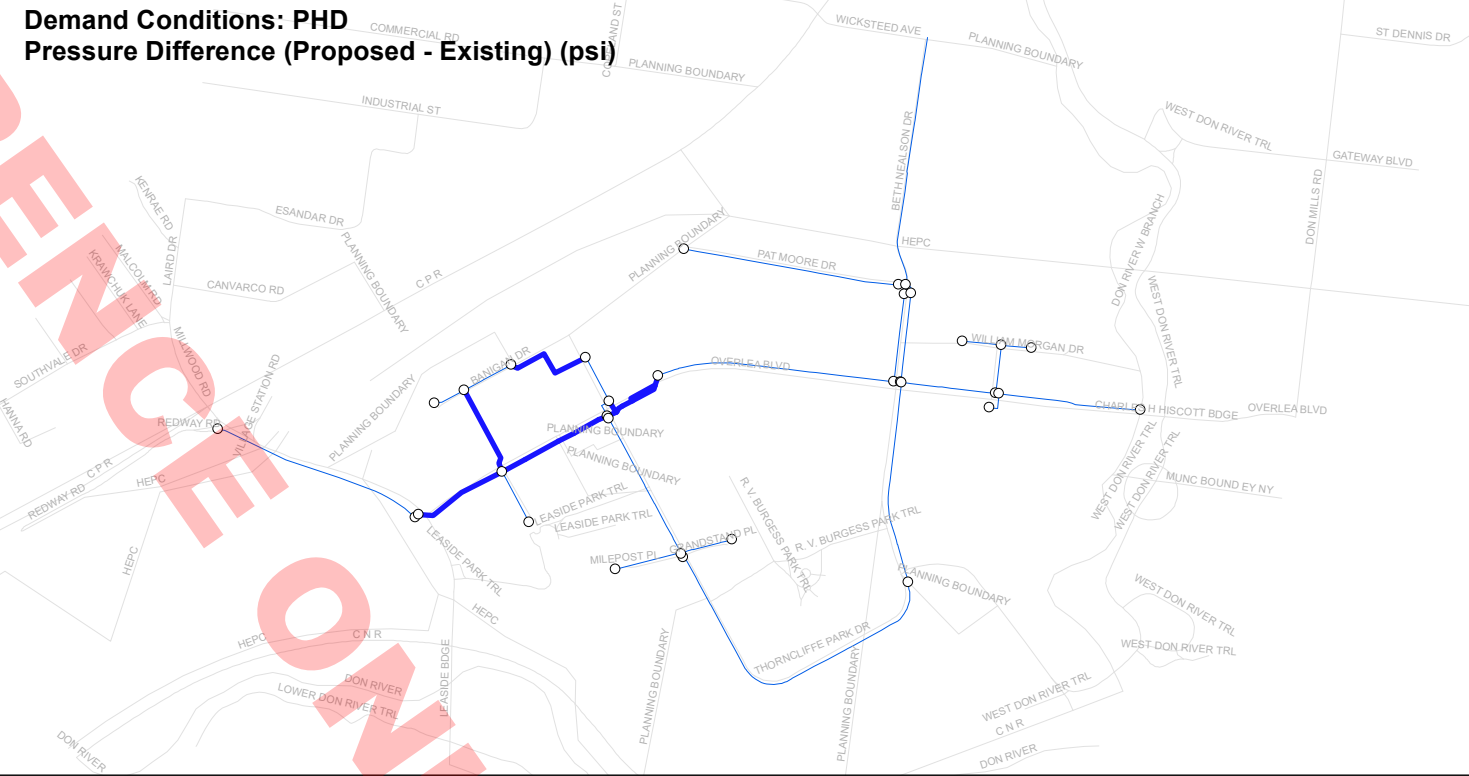 Demand Conditions: PHD
Pressure Difference (Proposed - Existing) (psi)
COMMERCIAL RD
WICKSTEED AVE
PLANNING BOUNDARY
ST DENNIS DR
PLANNING BOUNDARY
INDUSTRIAL ST
WEST DON RIVER TRL
GATEWAY BLVD
BETH NEALSON DR
DON MILLS RD
KENRAE RD
ESANDAR DR
DON RIVER W BRANCH
LAIRD DR
MALCOLM RD
KRAWCHUK LANE
PLANNING BOUNDARY
C P R
PLANNING BOUNDARY
HEPC
PAT MOORE DR
CANVARCO RD
WEST DON RIVER TRL
SOUTHVALE DR
MILLWOOD RD
VILLAGE STATION RD
BANIGAN DR
OVERLEA BLVD
WILLIAM MORGAN DR
HANNA RD
REDWAY RD
PLANNING BOUNDARY
PLANNING BOUNDARY
CHARLES H HISCOTT BDGE
OVERLEA BLVD
REDWAY RD
C P R
HEPC
PLANNING BOUNDARY
WEST DON RIVER TRL
WEST DON RIVER TRL
MUNC BOUND EY NY
LEASIDE PARK TRL
LEASIDE PARK TRL
R. V. BURGESS PARK TRL
R. V. BURGESS PARK TRL
HEPC
LEASIDE PARK TRL
MILEPOST PL
GRANDSTAND PL
PLANNING BOUNDARY
WEST DON RIVER TRL
HEPC
HEPC
C N R
THORNCLIFFE PARK DR
WEST DON RIVER TRL
LEASIDE BDGE
PLANNING BOUNDARY
PLANNING BOUNDARY
DON RIVER
LOWER DON RIVER TRL
WEST DON RIVER TRL
C N R
DON RIVER
DON RIVER
ENCE ON